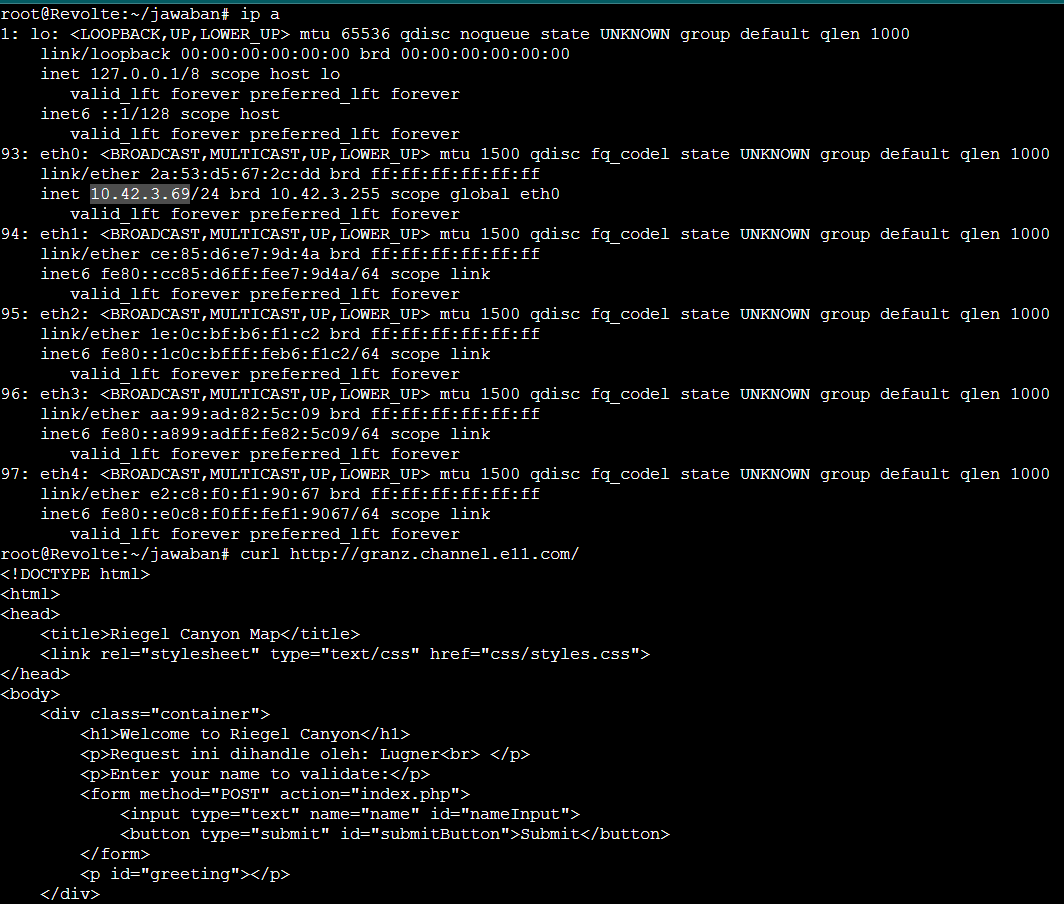 root@Revolte:~/jawaban# ip a
1: lo: <LOOPBACK,UP,LOWER_UP> mtu 65536 qdisc noqueue state UNKNOWN group default qlen 1000
    link/loopback 00:00:00:00:00:00 brd 00:00:00:00:00:00
    inet 127.0.0.1/8 scope host lo
       valid_lft forever preferred_lft forever
    inet6 ::1/128 scope host
       valid_lft forever preferred_lft forever
93: eth0: <BROADCAST,MULTICAST,UP,LOWER_UP> mtu 1500 qdisc fq_codel state UNKNOWN group default qlen 1000
    link/ether 2a:53:d5:67:2c:dd brd ff:ff:ff:ff:ff:ff
    inet 10.42.3.69/24 brd 10.42.3.255 scope global eth0
       valid_lft forever preferred_lft forever
94: eth1: <BROADCAST,MULTICAST,UP,LOWER_UP> mtu 1500 qdisc fq_codel state UNKNOWN group default qlen 1000
    link/ether ce:85:d6:e7:9d:4a brd ff:ff:ff:ff:ff:ff
    inet6 fe80::cc85:d6ff:fee7:9d4a/64 scope link
       valid_lft forever preferred_lft forever
95: eth2: <BROADCAST,MULTICAST,UP,LOWER_UP> mtu 1500 qdisc fq_codel state UNKNOWN group default qlen 1000
    link/ether 1e:0c:bf:b6:f1:c2 brd ff:ff:ff:ff:ff:ff
    inet6 fe80::1c0c:bfff:feb6:f1c2/64 scope link
       valid_lft forever preferred_lft forever
96: eth3: <BROADCAST,MULTICAST,UP,LOWER_UP> mtu 1500 qdisc fq_codel state UNKNOWN group default qlen 1000
    link/ether aa:99:ad:82:5c:09 brd ff:ff:ff:ff:ff:ff
    inet6 fe80::a899:adff:fe82:5c09/64 scope link
       valid_lft forever preferred_lft forever
97: eth4: <BROADCAST,MULTICAST,UP,LOWER_UP> mtu 1500 qdisc fq_codel state UNKNOWN group default qlen 1000
    link/ether e2:c8:f0:f1:90:67 brd ff:ff:ff:ff:ff:ff
    inet6 fe80::e0c8:f0ff:fef1:9067/64 scope link
       valid_lft forever preferred_lft forever
root@Revolte:~/jawaban# curl http://granz.channel.e11.com/
<!DOCTYPE html>
<html>
<head>
    <title>Riegel Canyon Map</title>
    <link rel="stylesheet" type="text/css" href="css/styles.css">
</head>
<body>
    <div class="container">
        <h1>Welcome to Riegel Canyon</h1>
        <p>Request ini dihandle oleh: Lugner<br> </p>
        <p>Enter your name to validate:</p>
        <form method="POST" action="index.php">
            <input type="text" name="name" id="nameInput">
            <button type="submit" id="submitButton">Submit</button>
        </form>
        <p id="greeting"></p>
    </div>